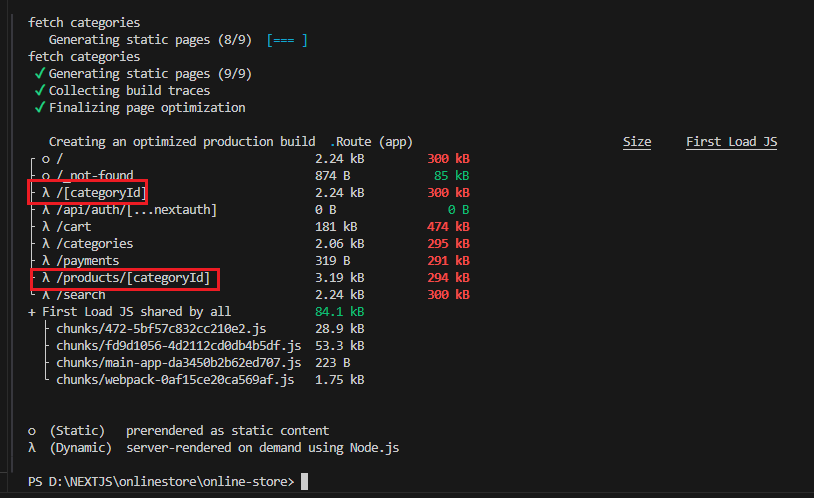 fetch categories
Generating static pages (8/9) [=== ]
fetch categories
✓ Generating static pages (9/9)
✓ Collecting build traces
✓ Finalizing page optimization
Creating an optimized production build .Route (app) Size First Load JS
┌ ○ / 2.24 kB 300 kB
├ ○ /_not-found 874 B 85 kB
├ λ /[categoryId] 2.24 kB 300 kB
├ λ /api/auth/[...nextauth] 0 B 0 B
├ λ /cart 181 kB 474 kB
├ λ /categories 2.06 kB 295 kB
├ λ /payments 319 B 291 kB
├ λ /products/[categoryId] 3.19 kB 294 kB
└ λ /search 2.24 kB 300 kB
+ First Load JS shared by all 84.1 kB
├ chunks/472-5bf57c832cc210e2.js 28.9 kB
├ chunks/fd9d1056-4d2112cd0db4b5df.js 53.3 kB
├ chunks/main-app-da3450b2b62ed707.js 223 B
└ chunks/webpack-0af15ce20ca569af.js 1.75 kB
○ (Static) prerendered as static content
λ (Dynamic) server-rendered on demand using Node.js
PS D:\NEXTJS\onlinestore\online-store>